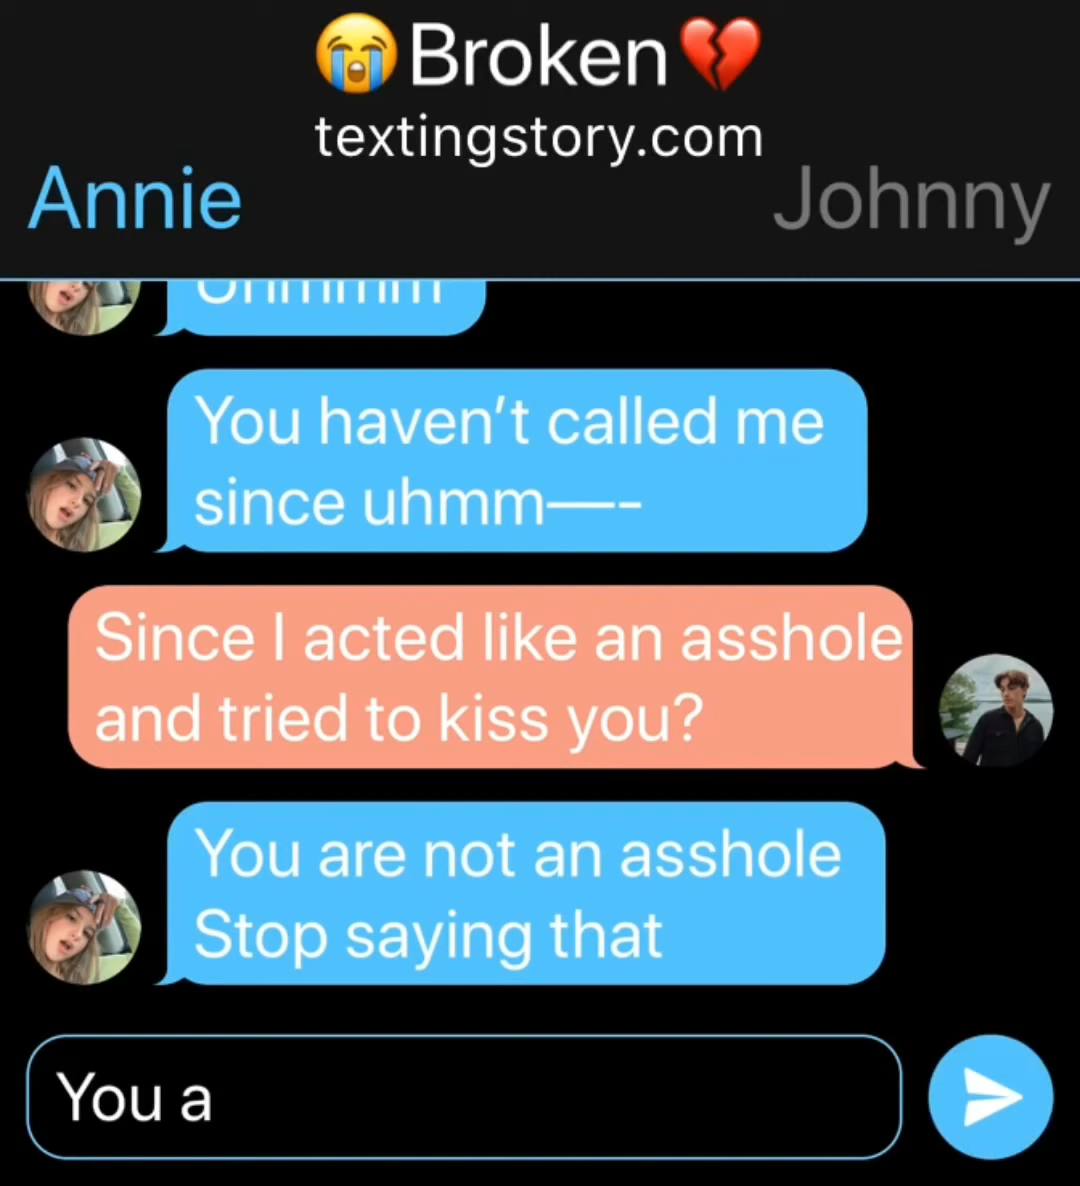 😭Broken💔
textingstory.com
Annie
Johnny
Uhmmm
You haven't called me
since uhmm—--
Since I acted like an asshole
and tried to kiss you?
You are not an asshole
Stop saying that
You a